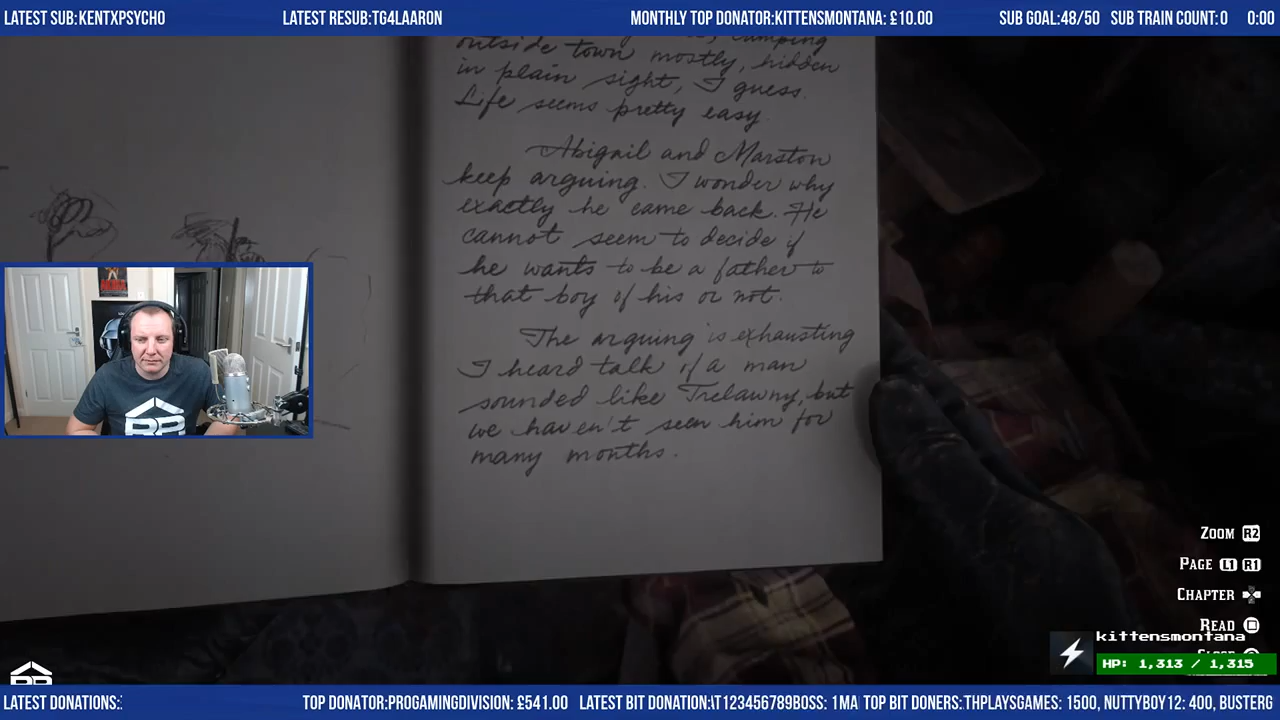 LATEST SUB:KENTXPSYCHO LATEST RESUB:TG4LAARON MONTHLY TOP DONATOR:KITTENSMONTANA: £10.00 SUB GOAL:48/50 SUB TRAIN COUNT:0 0:00
camping
outside town mostly, hidden
in plain sight, I guess.
Life seems pretty easy.
Abigail and Marston
keep arguing. I wonder why
exactly he came back. He
cannot seem to decide if
he wants to be a father to
that boy of his or not.
The arguing is exhausting
I heard talk of a man
sounded like Trelawny, but
we haven't seen him for
many months.
ZOOM R2
PAGE L1 R1
CHAPTER
READ
kittensmontana
HP: 1,313 / 1,315
LATEST DONATIONS: TOP DONATOR:PROGAMINGDIVISION: £541.00 LATEST BIT DONATION:\T123456789BOSS: 1MA TOP BIT DONERS:THPLAYSGAMES: 1500, NUTTYBOY12: 400, BUSTERG